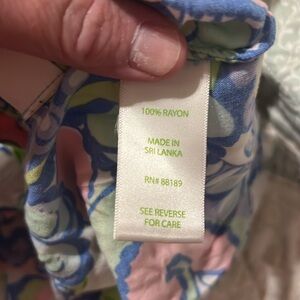 100% RAYON
MADE IN
SRI LANKA
RN# 88189
SEE REVERSE
FOR CARE